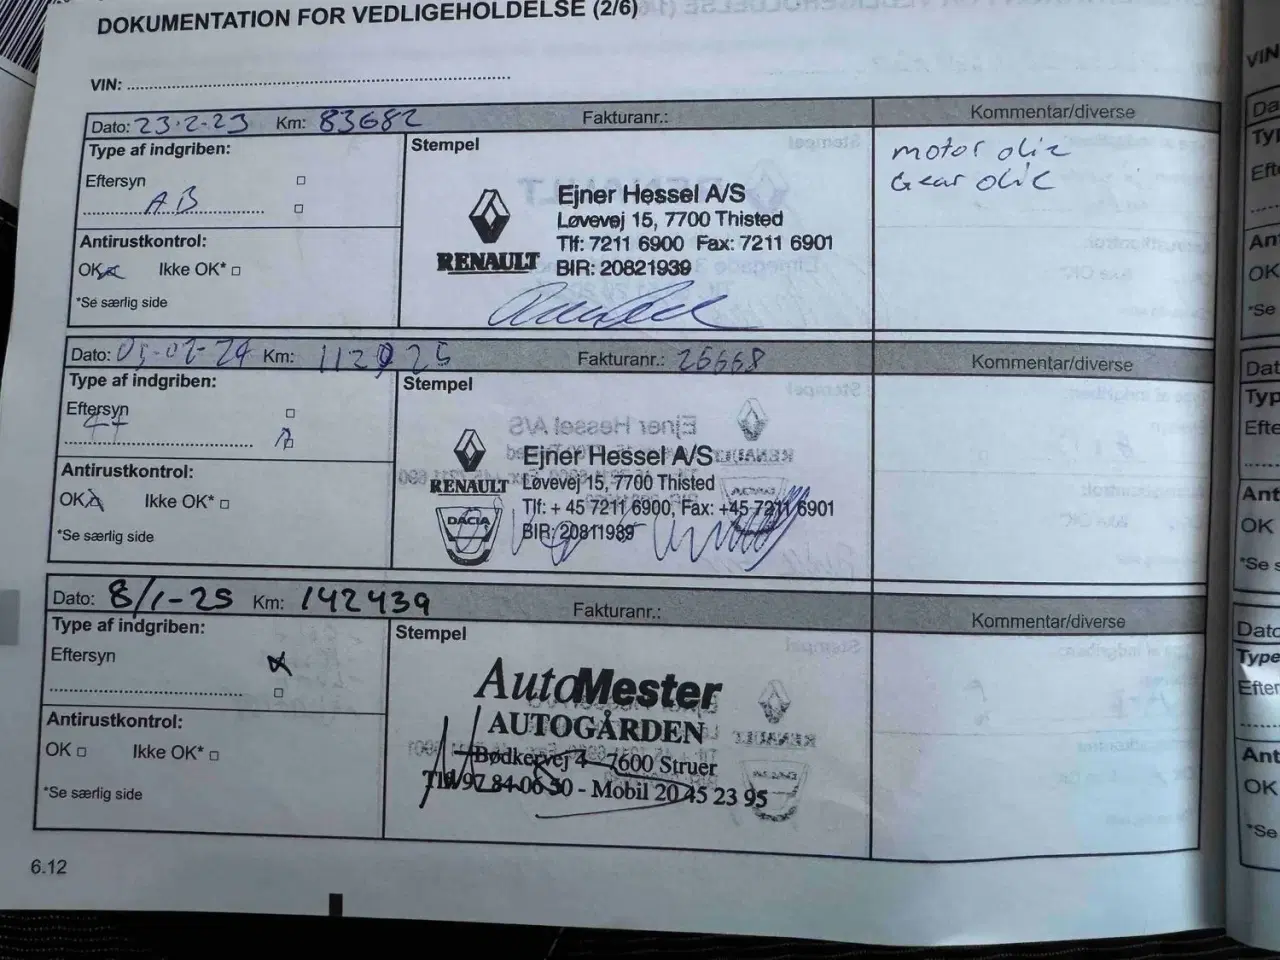 DOKUMENTATION FOR VEDLIGEHOLDELSE (2/6)
VIN:
Dato: 23-2-23 Km: 83682 Fakturanr.: Kommentar/diverse
Type af indgriben:
Eftersyn
AB
Antirustkontrol:
OK Ikke OK*
*Se særlig side
Stempel
RENAULT
Ejner Hessel A/S
Løvevej 15, 7700 Thisted
Tlf: 7211 6900 Fax: 7211 6901
BIR: 20821939
motor olie
Gear olie
Dato: Km: Fakturanr.: 26668 Kommentar/diverse
Type af indgriben:
Eftersyn
Antirustkontrol:
OK Ikke OK*
*Se særlig side
Stempel
RENAULT
DACIA
Ejner Hessel A/S
Løvevej 15, 7700 Thisted
Tlf: + 45 7211 6900, Fax: +45 7211 6901
BIR: 20811939
Dato: 8/1-25 Km: 142439 Fakturanr.: Kommentar/diverse
Type af indgriben:
Eftersyn
Antirustkontrol:
OK Ikke OK*
*Se særlig side
Stempel
AutoMester
AUTOGÅRDEN
Bødkervej 4 - 7600 Struer
Tlf. 97 84 06 50 - Mobil 20 45 23 95
6.12
VIN